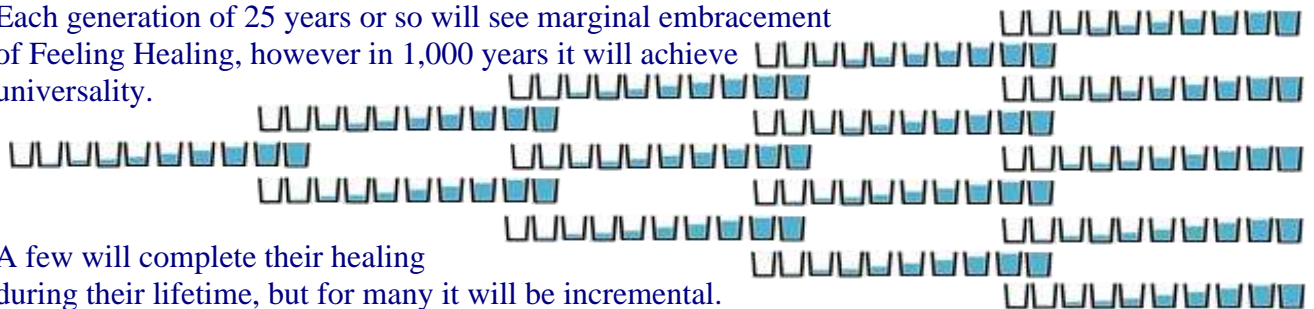 Each generation of 25 years or so will see marginal embracement
of Feeling Healing, however in 1,000 years it will achieve
universality.
A few will complete their healing
during their lifetime, but for many it will be incremental.